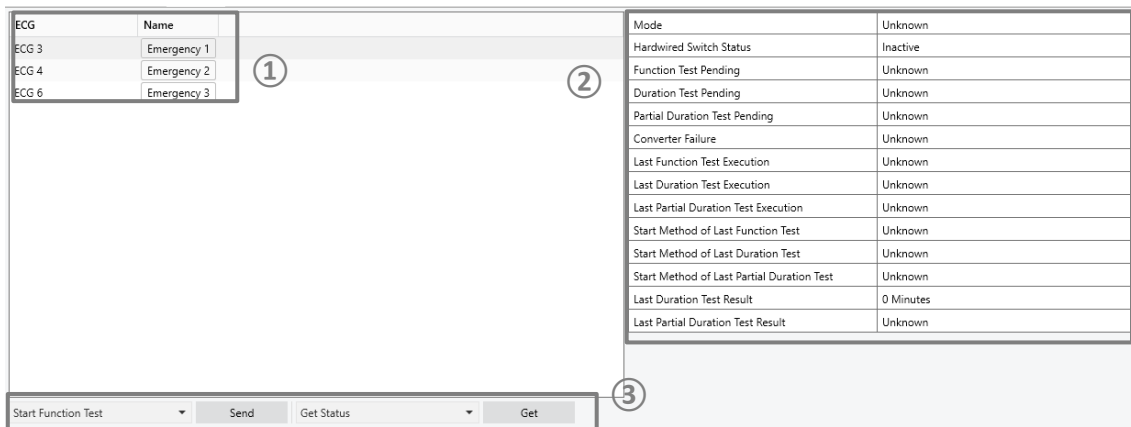 ECG Name
ECG 3 Emergency 1
ECG 4 Emergency 2
ECG 6 Emergency 3
①
②
Mode Unknown
Hardwired Switch Status Inactive
Function Test Pending Unknown
Duration Test Pending Unknown
Partial Duration Test Pending Unknown
Converter Failure Unknown
Last Function Test Execution Unknown
Last Duration Test Execution Unknown
Last Partial Duration Test Execution Unknown
Start Method of Last Function Test Unknown
Start Method of Last Duration Test Unknown
Start Method of Last Partial Duration Test Unknown
Last Duration Test Result 0 Minutes
Last Partial Duration Test Result Unknown
③
Start Function Test Send Get Status Get